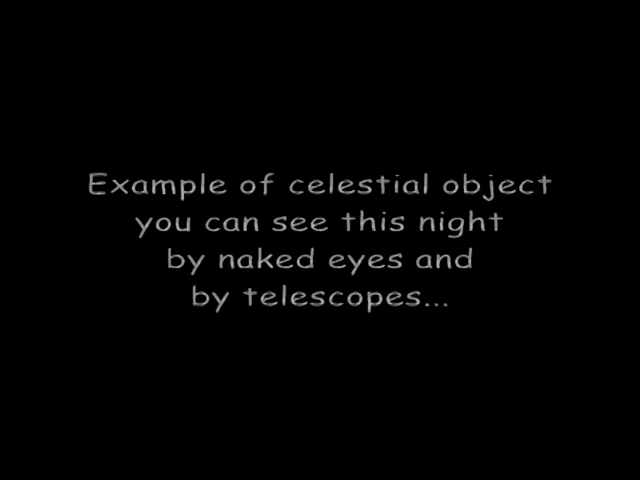 Example of celestial object
you can see this night
by naked eyes and
by telescopes...